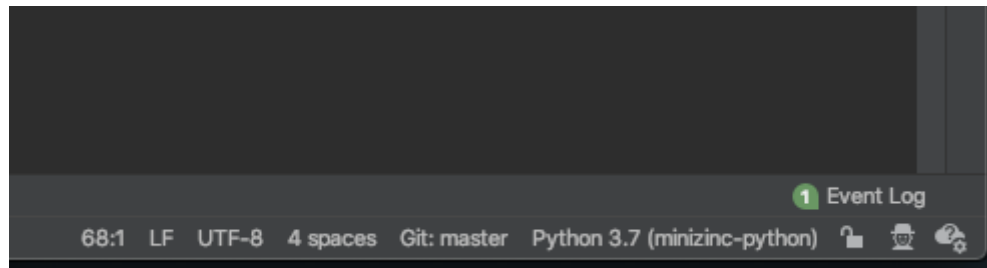 1 Event Log
68:1 LF UTF-8 4 spaces Git: master Python 3.7 (minizinc-python)